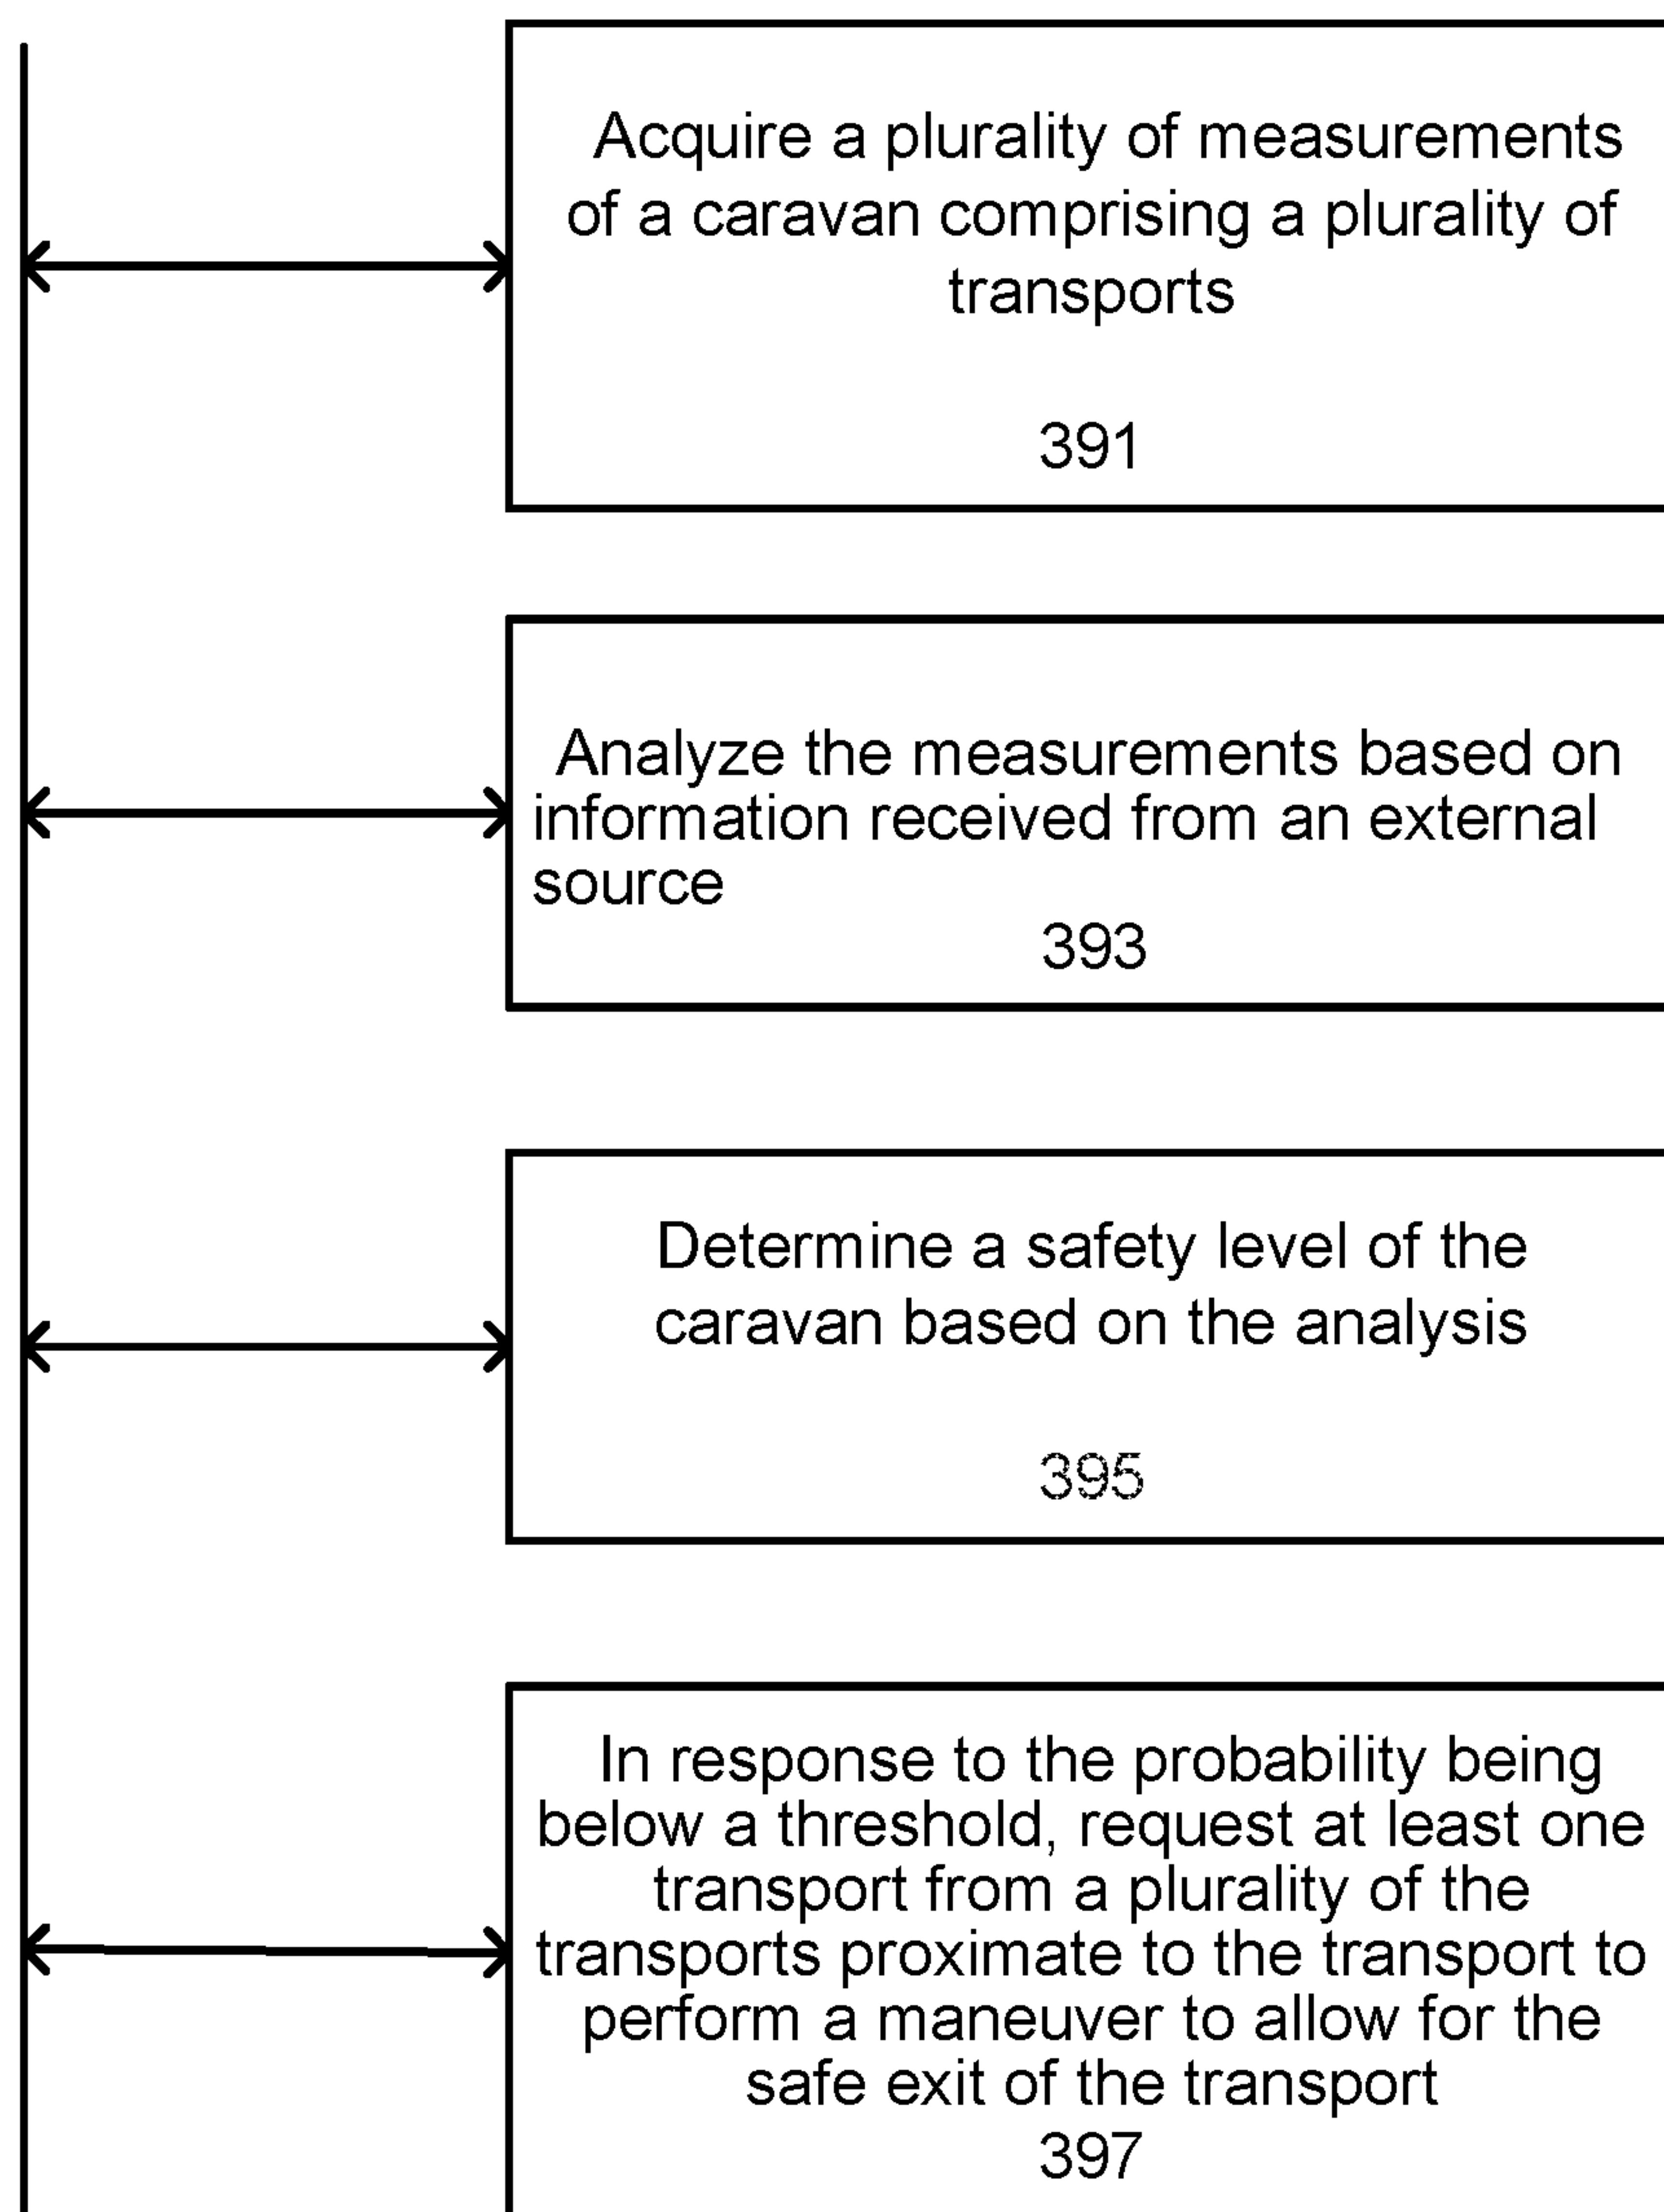 Acquire a plurality of measurements
of a caravan comprising a plurality of
transports
391
Analyze the measurements based on
information received from an external
source
393
Determine a safety level of the
caravan based on the analysis
395
In response to the probability being
below a threshold, request at least one
transport from a plurality of the
transports proximate to the transport to
perform a maneuver to allow for the
safe exit of the transport
397